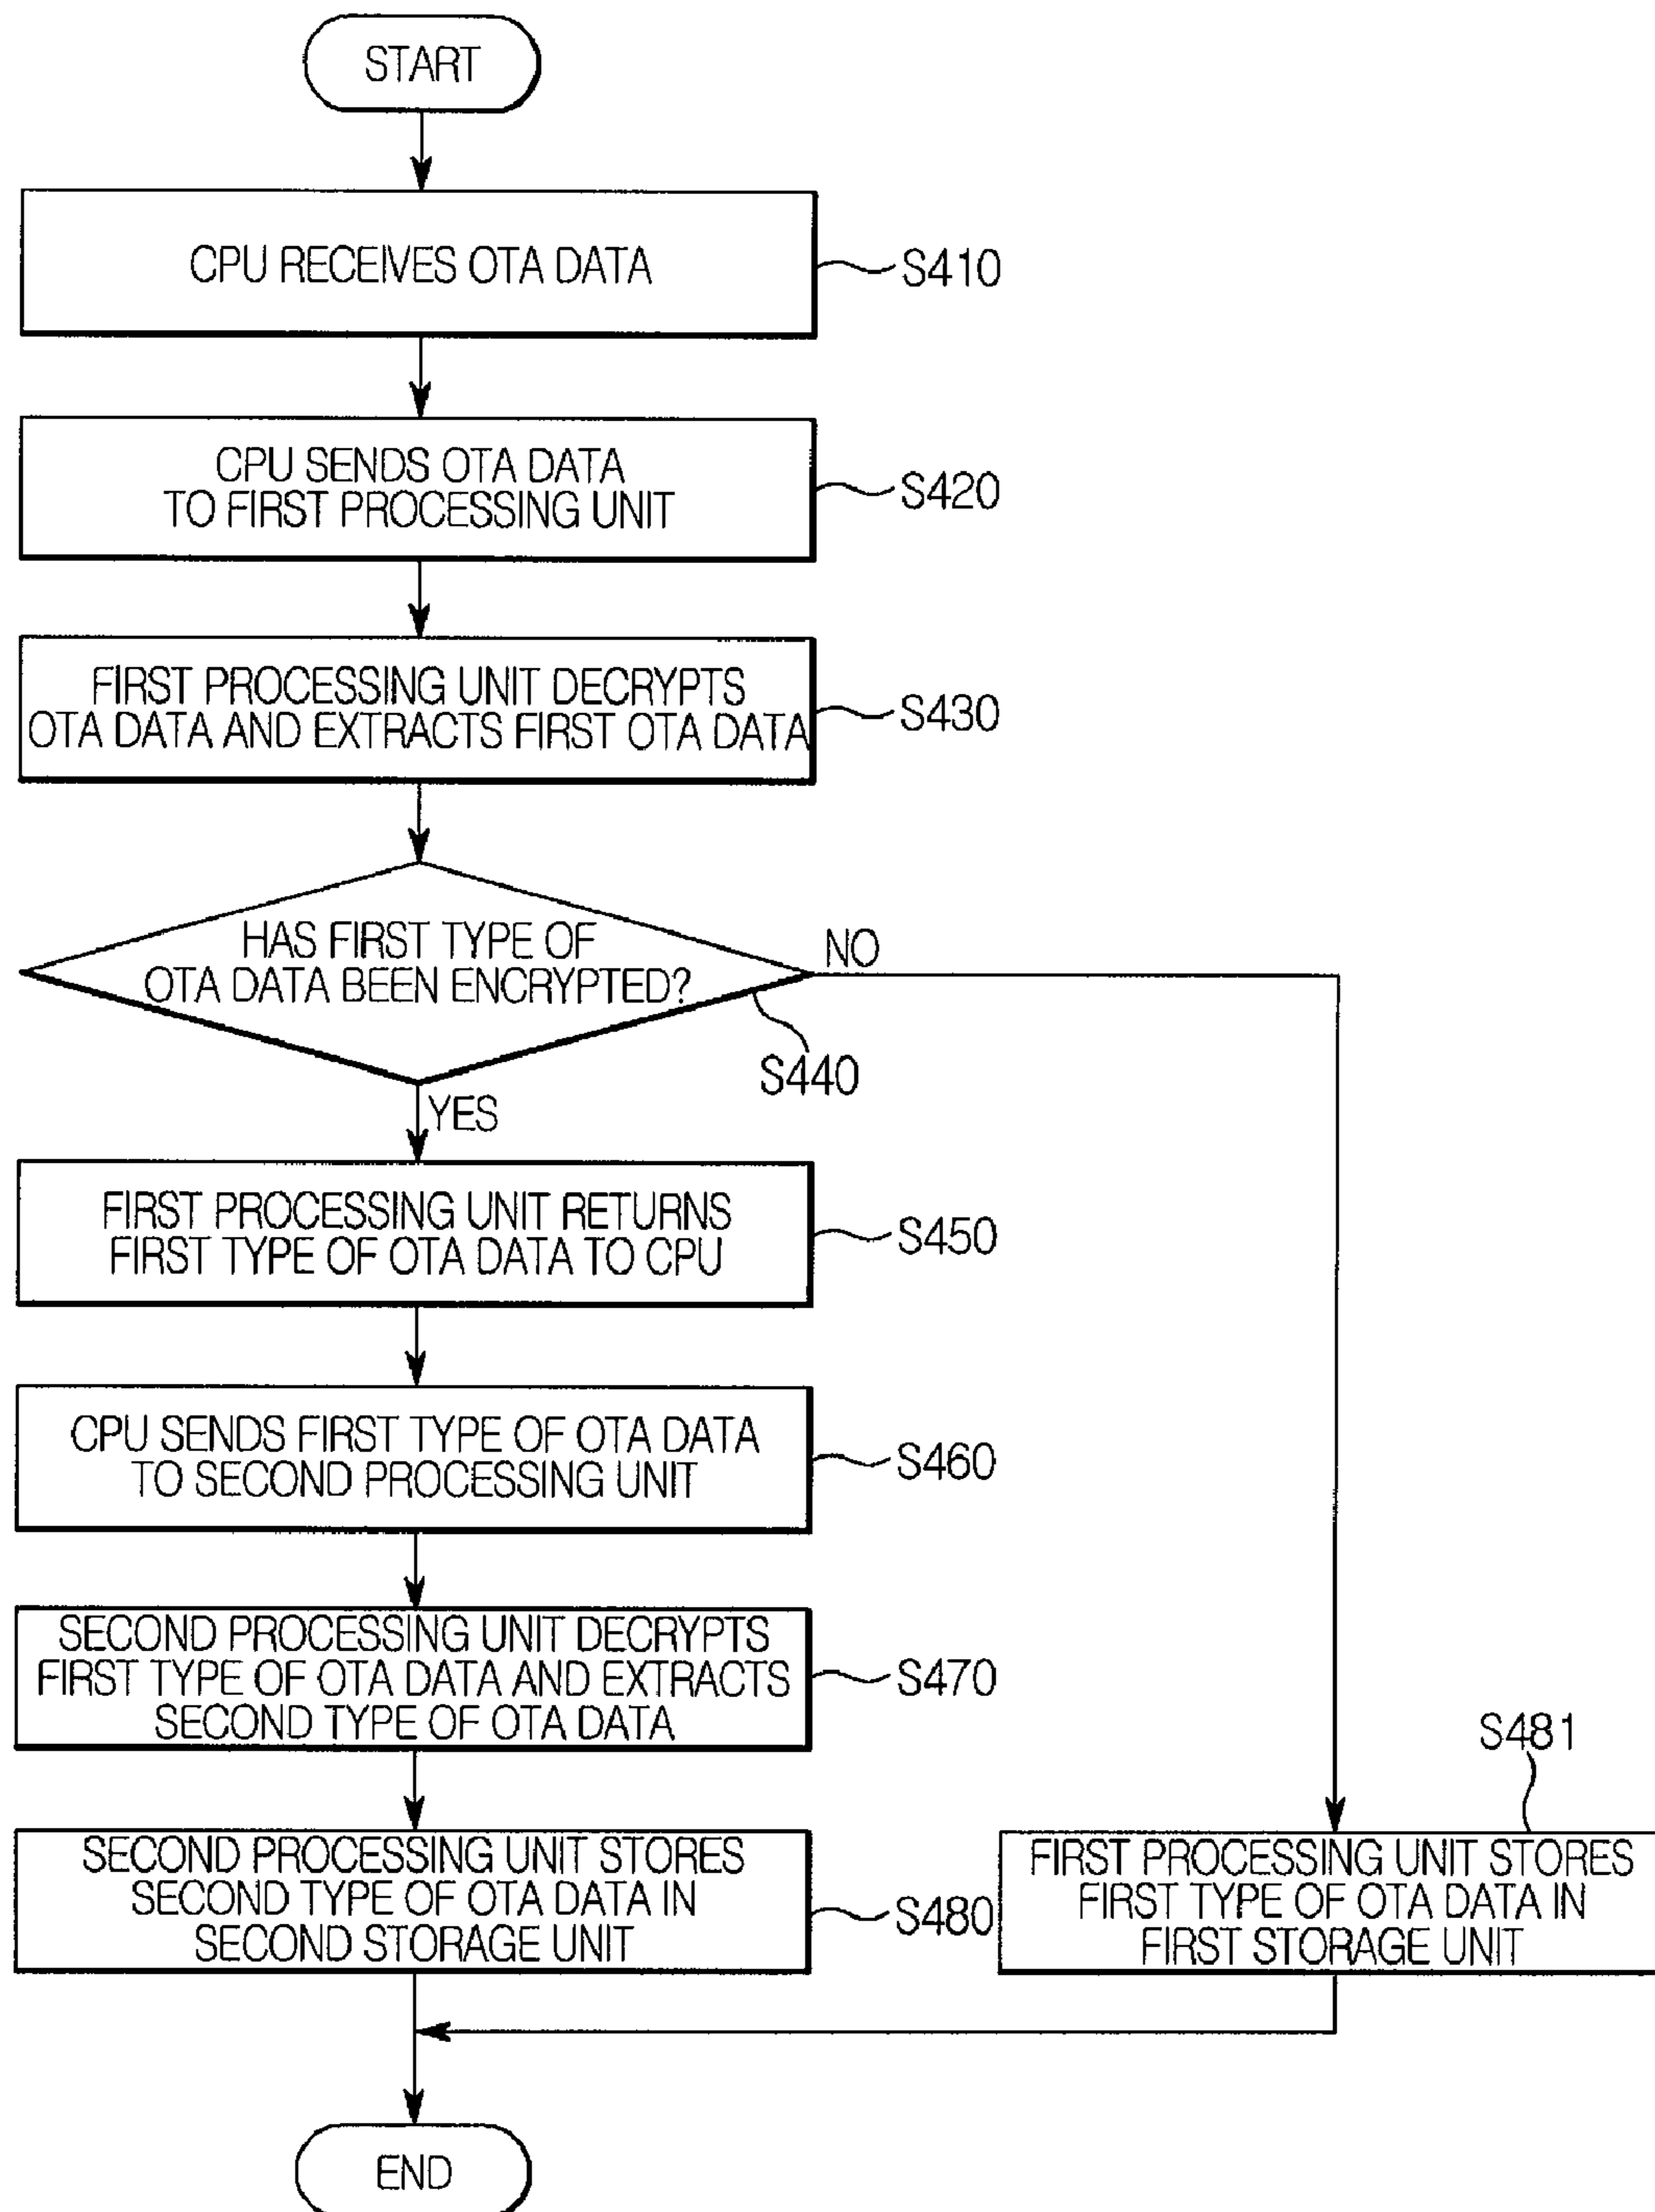 START
CPU RECEIVES OTA DATA
S410
CPU SENDS OTA DATA
TO FIRST PROCESSING UNIT
S420
FIRST PROCESSING UNIT DECRYPTS
OTA DATA AND EXTRACTS FIRST OTA DATA
S430
HAS FIRST TYPE OF
OTA DATA BEEN ENCRYPTED?
NO
S440
YES
FIRST PROCESSING UNIT RETURNS
FIRST TYPE OF OTA DATA TO CPU
S450
CPU SENDS FIRST TYPE OF OTA DATA
TO SECOND PROCESSING UNIT
S460
SECOND PROCESSING UNIT DECRYPTS
FIRST TYPE OF OTA DATA AND EXTRACTS
SECOND TYPE OF OTA DATA
S470
SECOND PROCESSING UNIT STORES
SECOND TYPE OF OTA DATA IN
SECOND STORAGE UNIT
S480
S481
FIRST PROCESSING UNIT STORES
FIRST TYPE OF OTA DATA IN
FIRST STORAGE UNIT
END